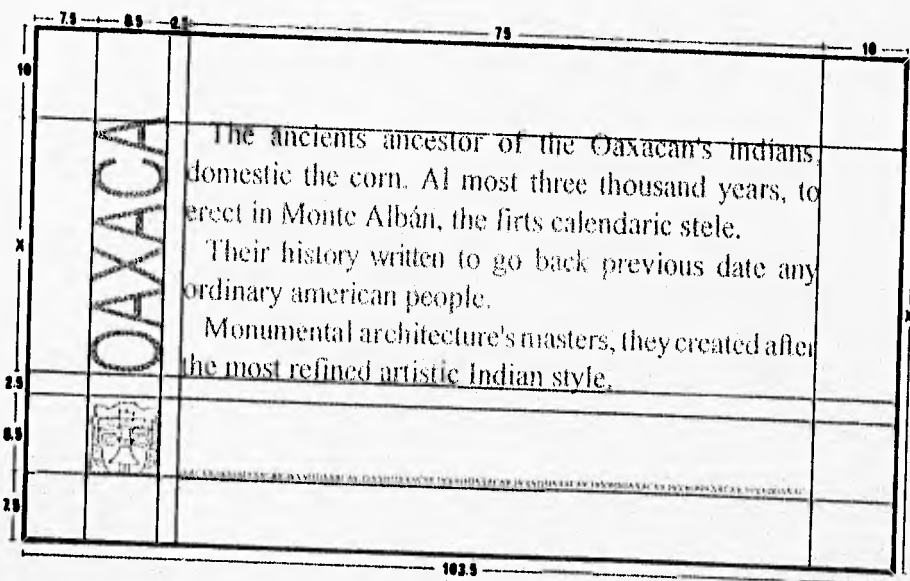 7.5 8.5 2.5 75 10
10
OAXACA
The ancients ancestor of the Oaxacan's indians,
domestic the corn. Al most three thousand years, to
erect in Monte Albán, the firts calendaric stele.
Their history written to go back previous date any
ordinary american people.
Monumental architecture's masters, they created after
the most refined artistic Indian style.
X
2.5
8.5
7.5
103.5